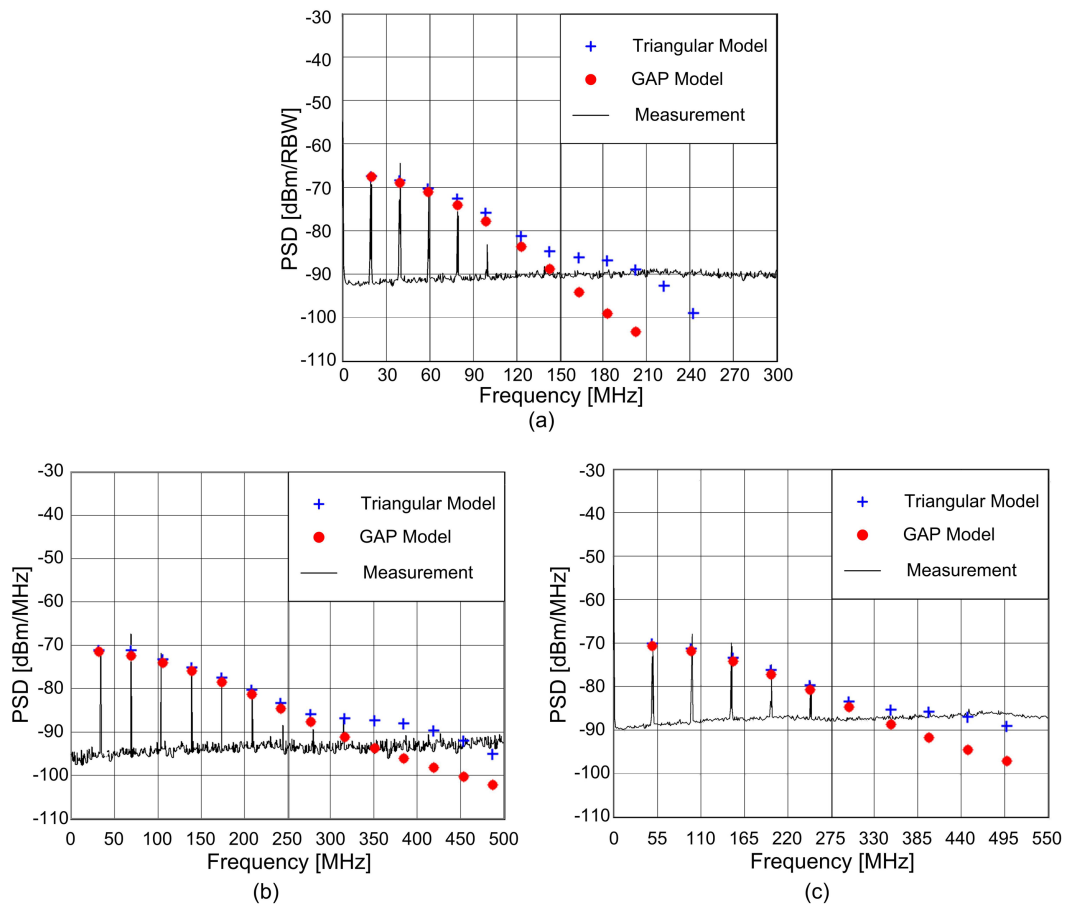 -30
-40
-50
-60
-70
-80
-90
-100
-110
PSD [dBm/RBW]
Triangular Model
GAP Model
Measurement
0 30 60 90 120 150 180 210 240 270 300
Frequency [MHz]
(a)
-30
-40
-50
-60
-70
-80
-90
-100
-110
PSD [dBm/MHz]
Triangular Model
GAP Model
Measurement
0 50 100 150 200 250 300 350 400 450 500
Frequency [MHz]
(b)
-30
-40
-50
-60
-70
-80
-90
-100
-110
PSD [dBm/MHz]
Triangular Model
GAP Model
Measurement
0 55 110 165 220 275 330 385 440 495 550
Frequency [MHz]
(c)